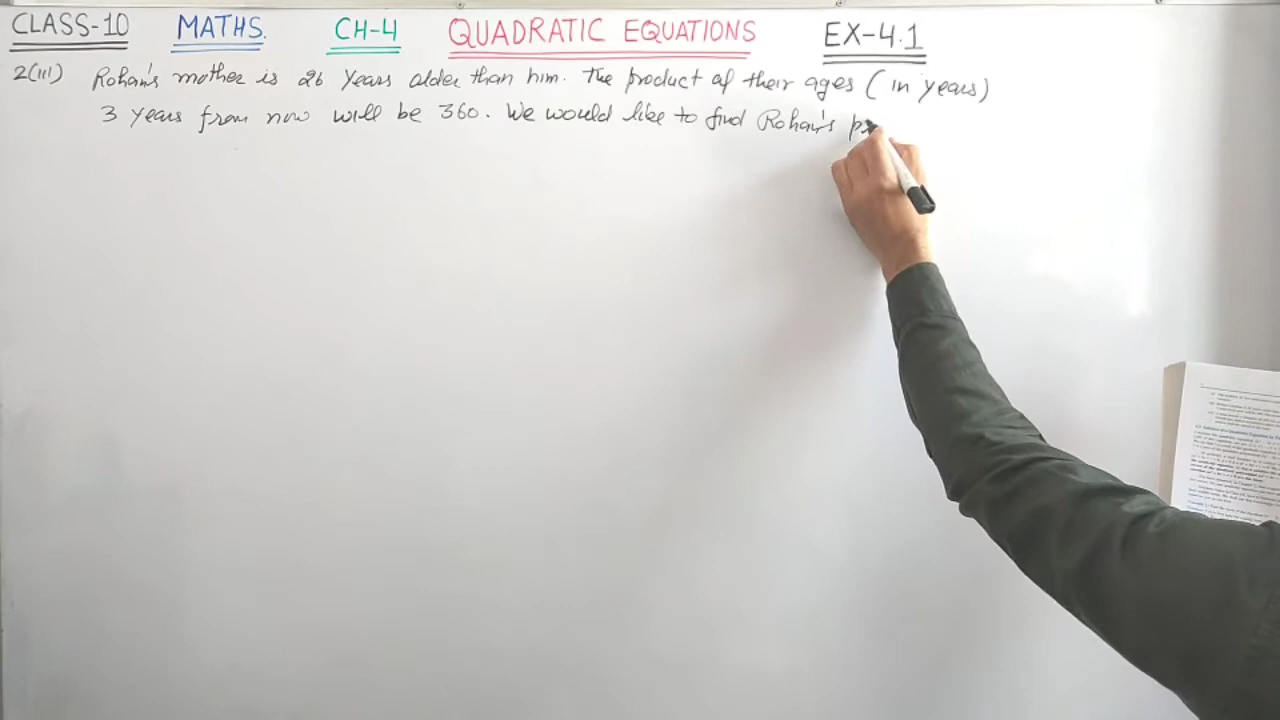 CLASS-10 MATHS. CH-4 QUADRATIC EQUATIONS EX-4.1
2(iii) Rohan's mother is 26 years older than him. The product of their ages (in years)
3 years from now will be 360. We would like to find Rohan's